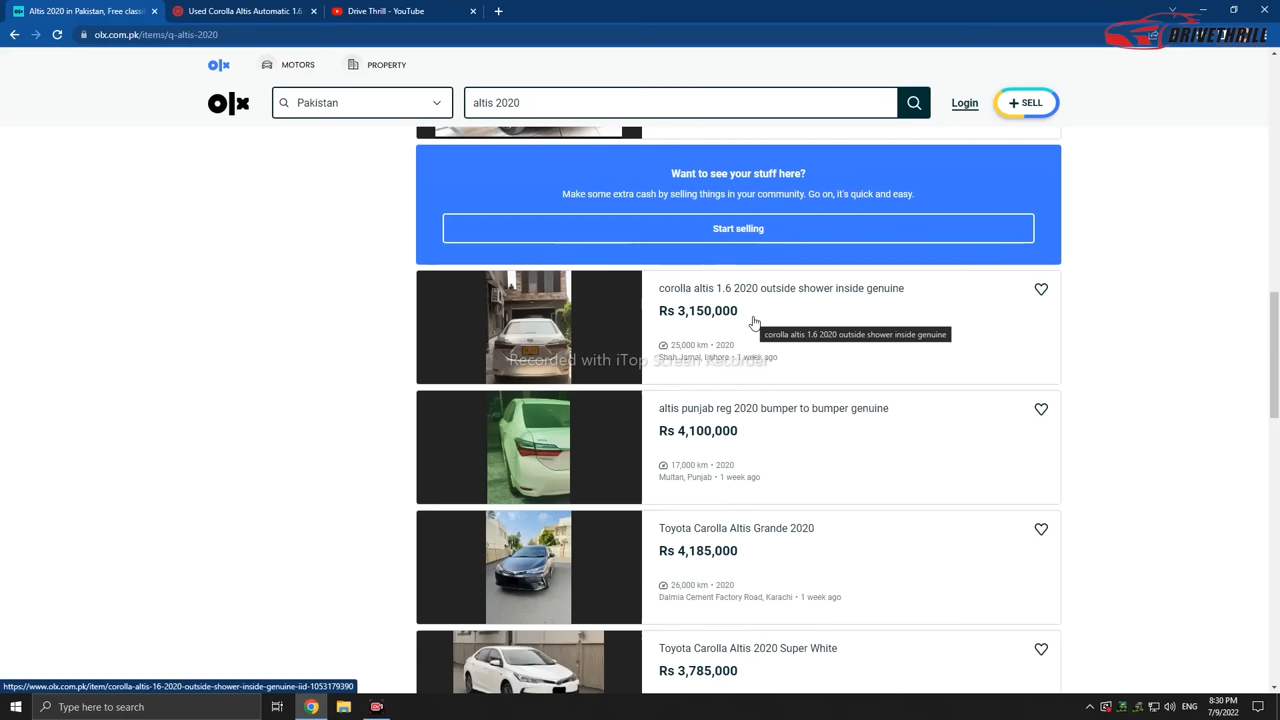 Autos | Pakistan
Automatic 1.6
Drive Thrill - YouTube
altis 2020
olx.com.pk/items/q-altis-2020
DRIVETHRILL
OLX MOTORS PROPERTY
olx Pakistan altis 2020 Login + SELL
Want to see your stuff here?
Make some extra cash by selling things in your community. Go on, it's quick and easy.
Start selling
corolla altis 1.6 2020 outside shower inside genuine
Rs 3,150,000
corolla altis 1.6 2020 outside shower inside genuine
25,000 km • 2020
Shah Jamal, Lahore • 1 week ago
Recorded with iTop Screen Recorder
altis punjab reg 2020 bumper to bumper genuine
Rs 4,100,000
17,000 km • 2020
Multan, Punjab • 1 week ago
Toyota Carolla Altis Grande 2020
Rs 4,185,000
26,000 km • 2020
Dalmia Cement Factory Road, Karachi • 1 week ago
Toyota Carolla Altis 2020 Super White
Rs 3,785,000
https://www.olx.com.pk/item/corolla-altis-16-2020-outside-shower-inside-genuine-iid-1053179390
Type here to search
ENG
8:30 PM
7/9/2022